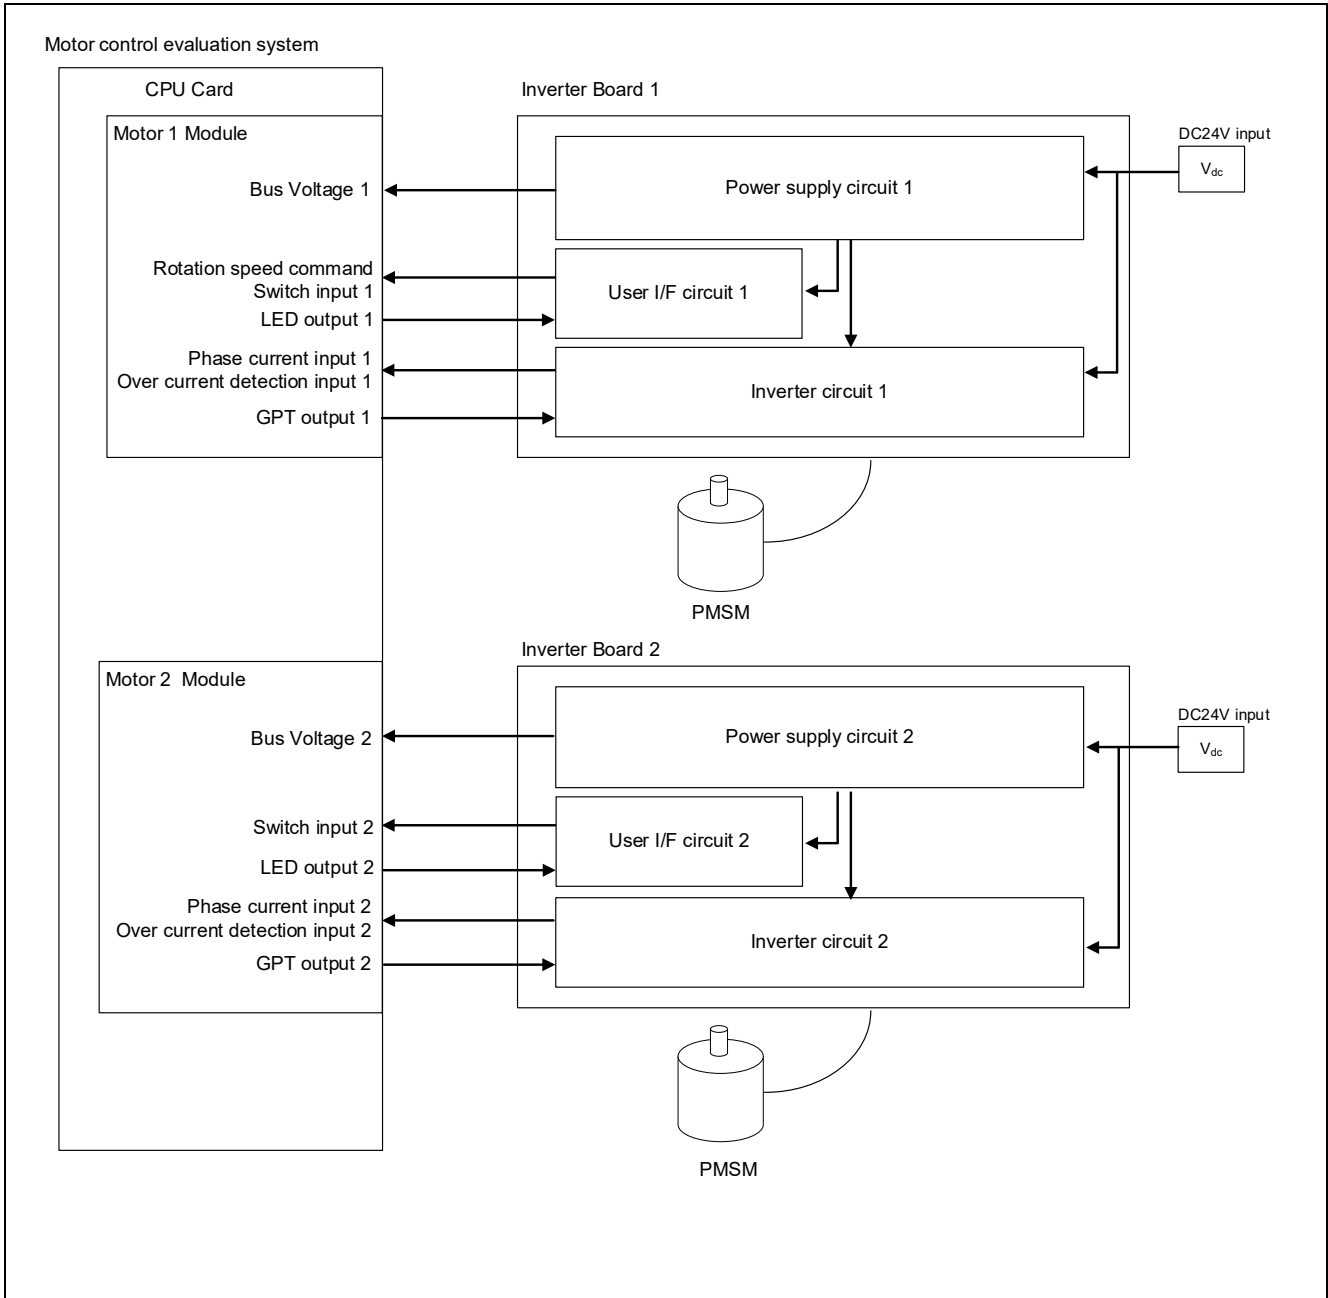 Motor control evaluation system
CPU Card
Inverter Board 1
Motor 1 Module
DC24V input
Vdc
Bus Voltage 1
Power supply circuit 1
Rotation speed command
Switch input 1
LED output 1
User I/F circuit 1
Phase current input 1
Over current detection input 1
GPT output 1
Inverter circuit 1
PMSM
Inverter Board 2
Motor 2 Module
DC24V input
Vdc
Bus Voltage 2
Power supply circuit 2
Switch input 2
LED output 2
User I/F circuit 2
Phase current input 2
Over current detection input 2
GPT output 2
Inverter circuit 2
PMSM